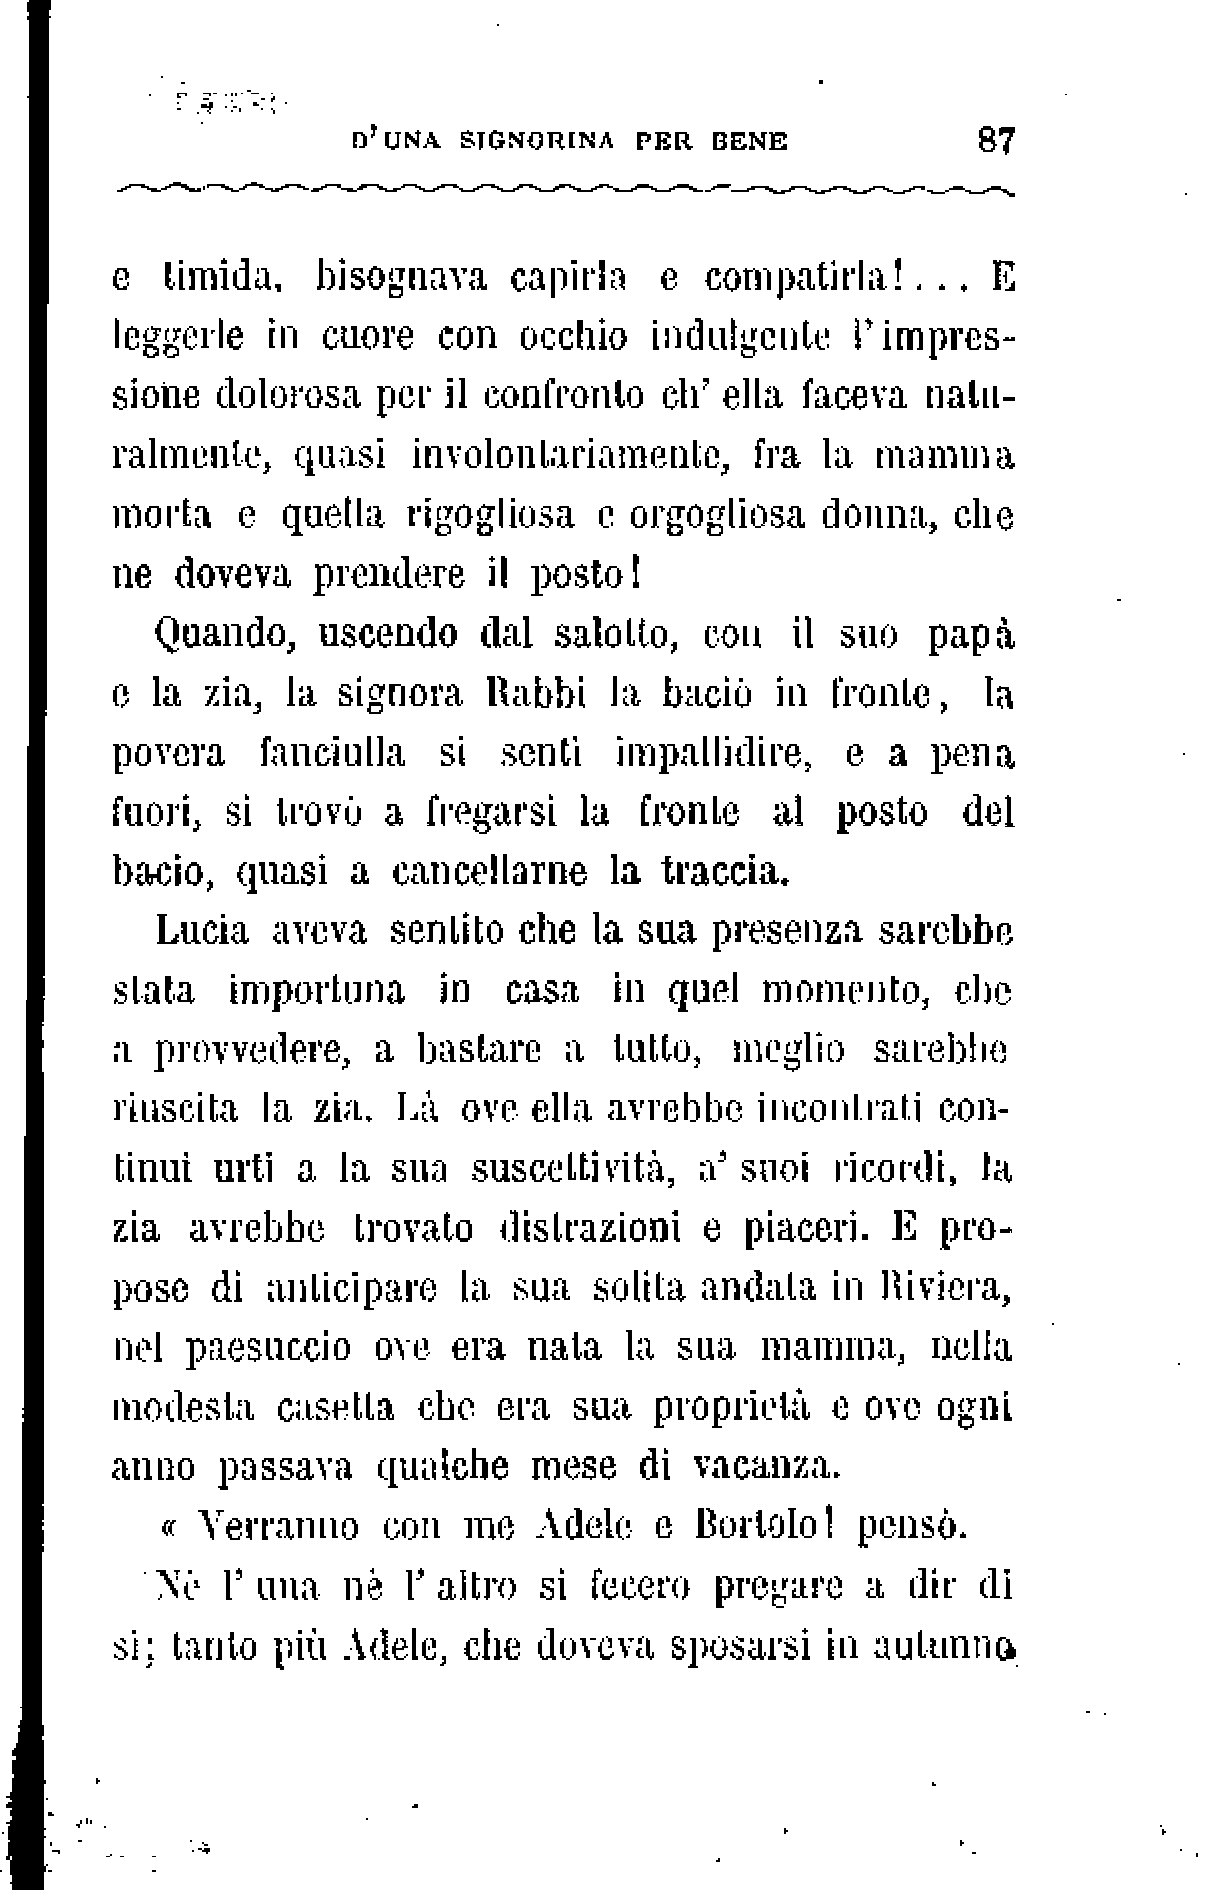 D'UNA SIGNORINA PER BENE 87
e timida, bisognava capirla e compatirla!... E
leggerle in cuore con occhio indulgente l'impres-
sione dolorosa per il confronto ch' ella faceva natu-
ralmente, quasi involontariamente, fra la mamma
morta e quella rigogliosa e orgogliosa donna, che
ne doveva prendere il posto!
Quando, uscendo dal salotto, con il suo papà
e la zia, la signora Rabbi la baciò in fronte, la
povera fanciulla si sentì impallidire, e a pena
fuori, si trovò a fregarsi la fronte al posto del
bacio, quasi a cancellarne la traccia.
Lucia aveva sentito che la sua presenza sarebbe
stata importuna in casa in quel momento, che
a provvedere, a bastare a tutto, meglio sarebbe
riuscita la zia. Là ove ella avrebbe incontrati con-
tinui urti a la sua suscettività, a' suoi ricordi, la
zia avrebbe trovato distrazioni e piaceri. E pro-
pose di anticipare la sua solita andata in Riviera,
nel paesuccio ove era nata la sua mamma, nella
modesta casetta che era sua proprietà e ove ogni
anno passava qualche mese di vacanza.
« Verranno con me Adele e Bortolo! pensò.
Nè l' una nè l' altro si fecero pregare a dir di
si; tanto più Adele, che doveva sposarsi in autunno